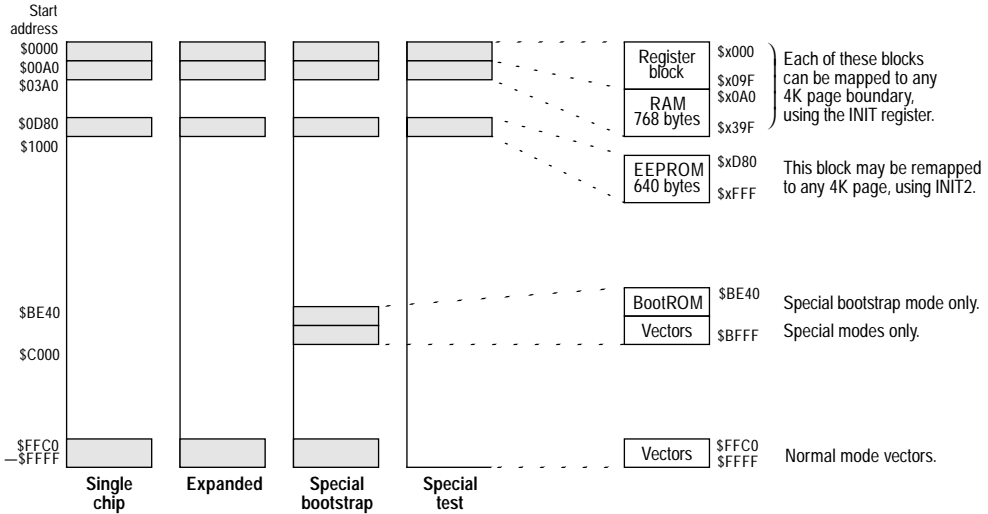 Start
address
$0000
$00A0
$03A0
$0D80
$1000
$BE40
$C000
$FFC0
—$FFFF
Single
chip
Expanded
Special
bootstrap
Special
test
Register
block
$x000
$x09F
RAM
768 bytes
$x0A0
$x39F
Each of these blocks
can be mapped to any
4K page boundary,
using the INIT register.
EEPROM
640 bytes
$xD80
$xFFF
This block may be remapped
to any 4K page, using INIT2.
BootROM
$BE40
Special bootstrap mode only.
Vectors
$BFFF
Special modes only.
Vectors
$FFC0
$FFFF
Normal mode vectors.